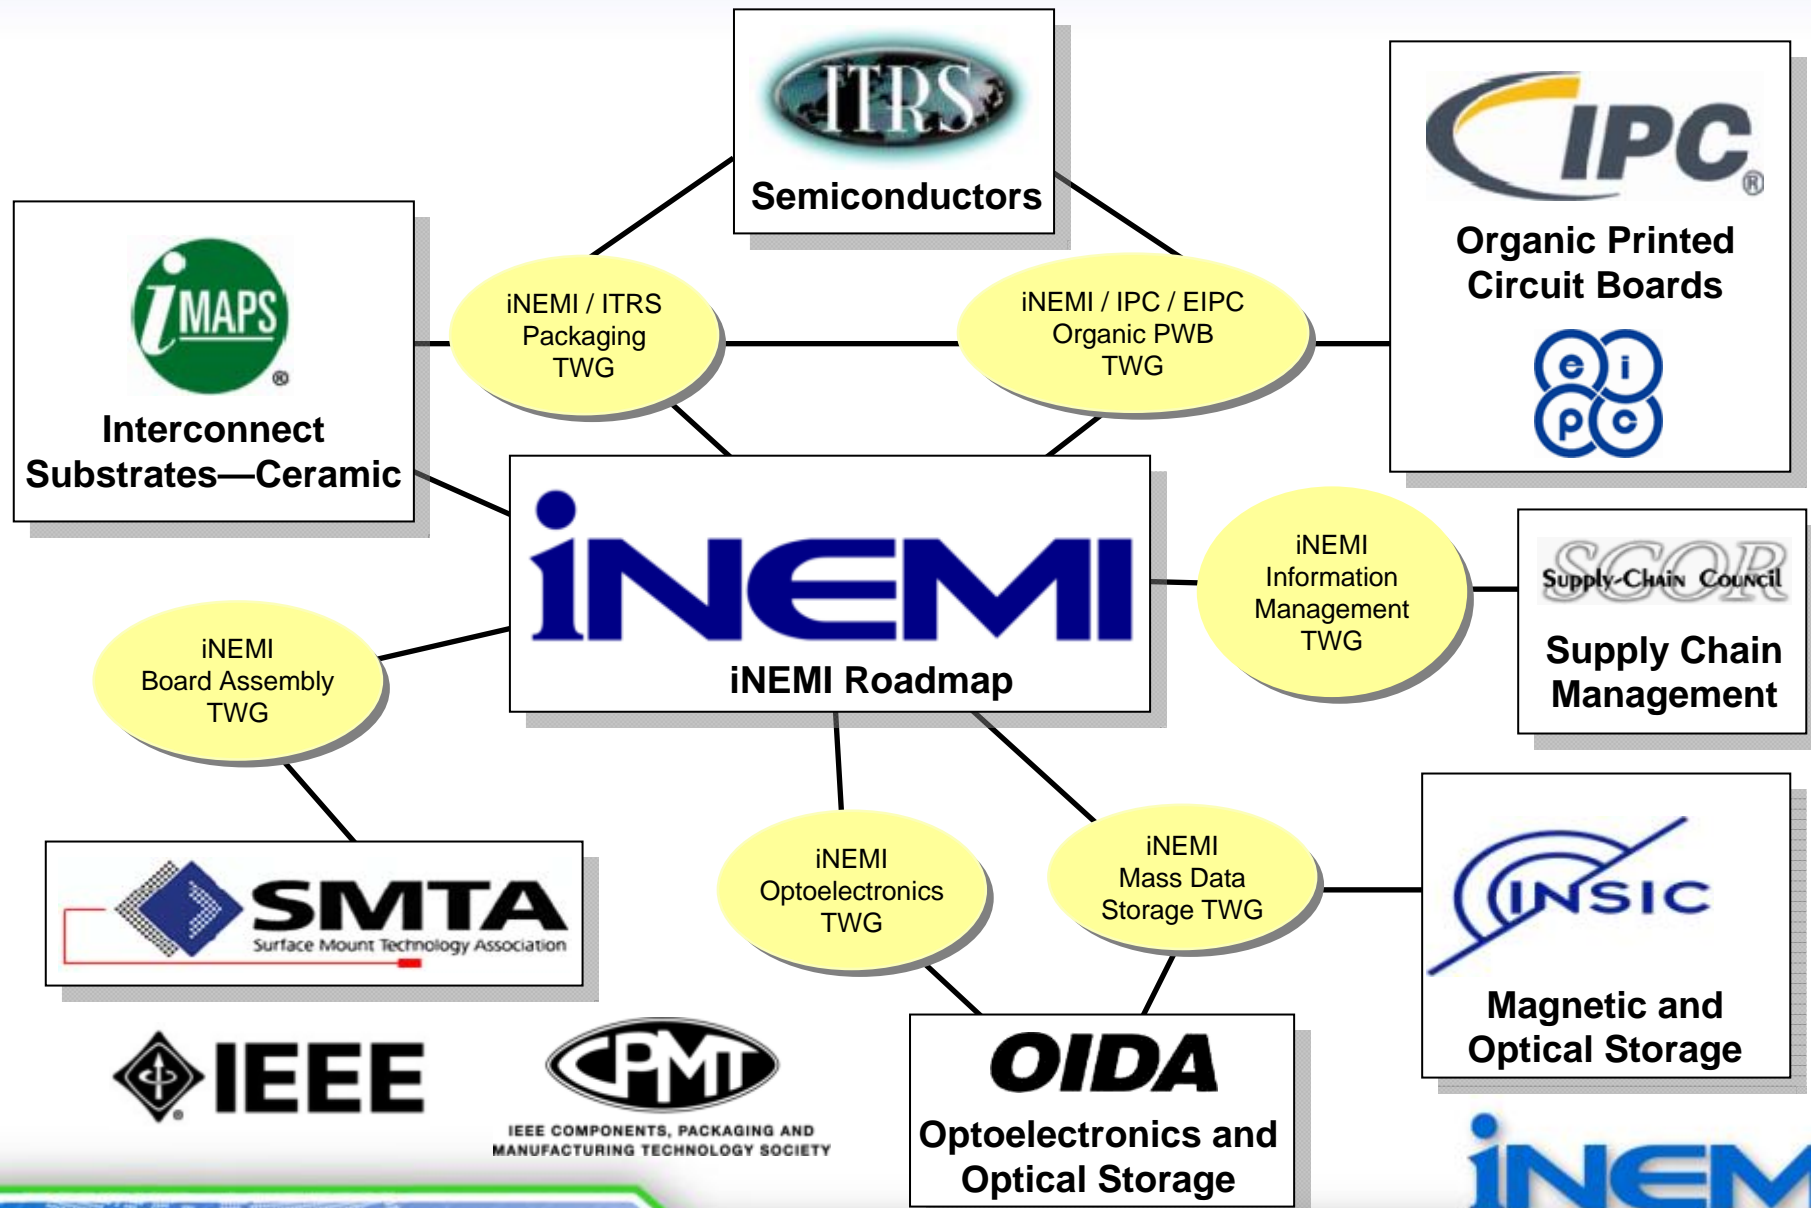 ITRS
Semiconductors
IPC®
Organic Printed
Circuit Boards
e i
p c
iMAPS®
Interconnect
Substrates—Ceramic
iNEMI / ITRS
Packaging
TWG
iNEMI / IPC / EIPC
Organic PWB
TWG
iNEMI
iNEMI Roadmap
iNEMI
Information
Management
TWG
SCOR
Supply-Chain Council
Supply Chain
Management
iNEMI
Board Assembly
TWG
SMTA
Surface Mount Technology Association
iNEMI
Optoelectronics
TWG
iNEMI
Mass Data
Storage TWG
INSIC
Magnetic and
Optical Storage
IEEE®
CPMT
IEEE COMPONENTS, PACKAGING AND
MANUFACTURING TECHNOLOGY SOCIETY
OIDA
Optoelectronics and
Optical Storage
iNEM